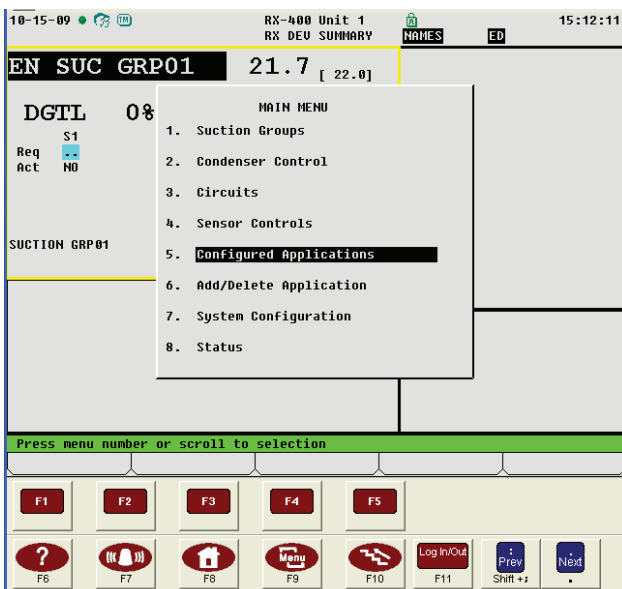 10-15-09 RX-400 Unit 1 15:12:11
RX DEV SUMMARY NAMES ED
EN SUC GRP01 21.7 [ 22.0]
DGTL 0%
S1
Req --
Act NO
SUCTION GRP01
MAIN MENU
1. Suction Groups
2. Condenser Control
3. Circuits
4. Sensor Controls
5. Configured Applications
6. Add/Delete Application
7. System Configuration
8. Status
Press menu number or scroll to selection
F1 F2 F3 F4 F5
? Menu Log In/Out : Prev Next
F6 F7 F8 F9 F10 F11 Shift +; .